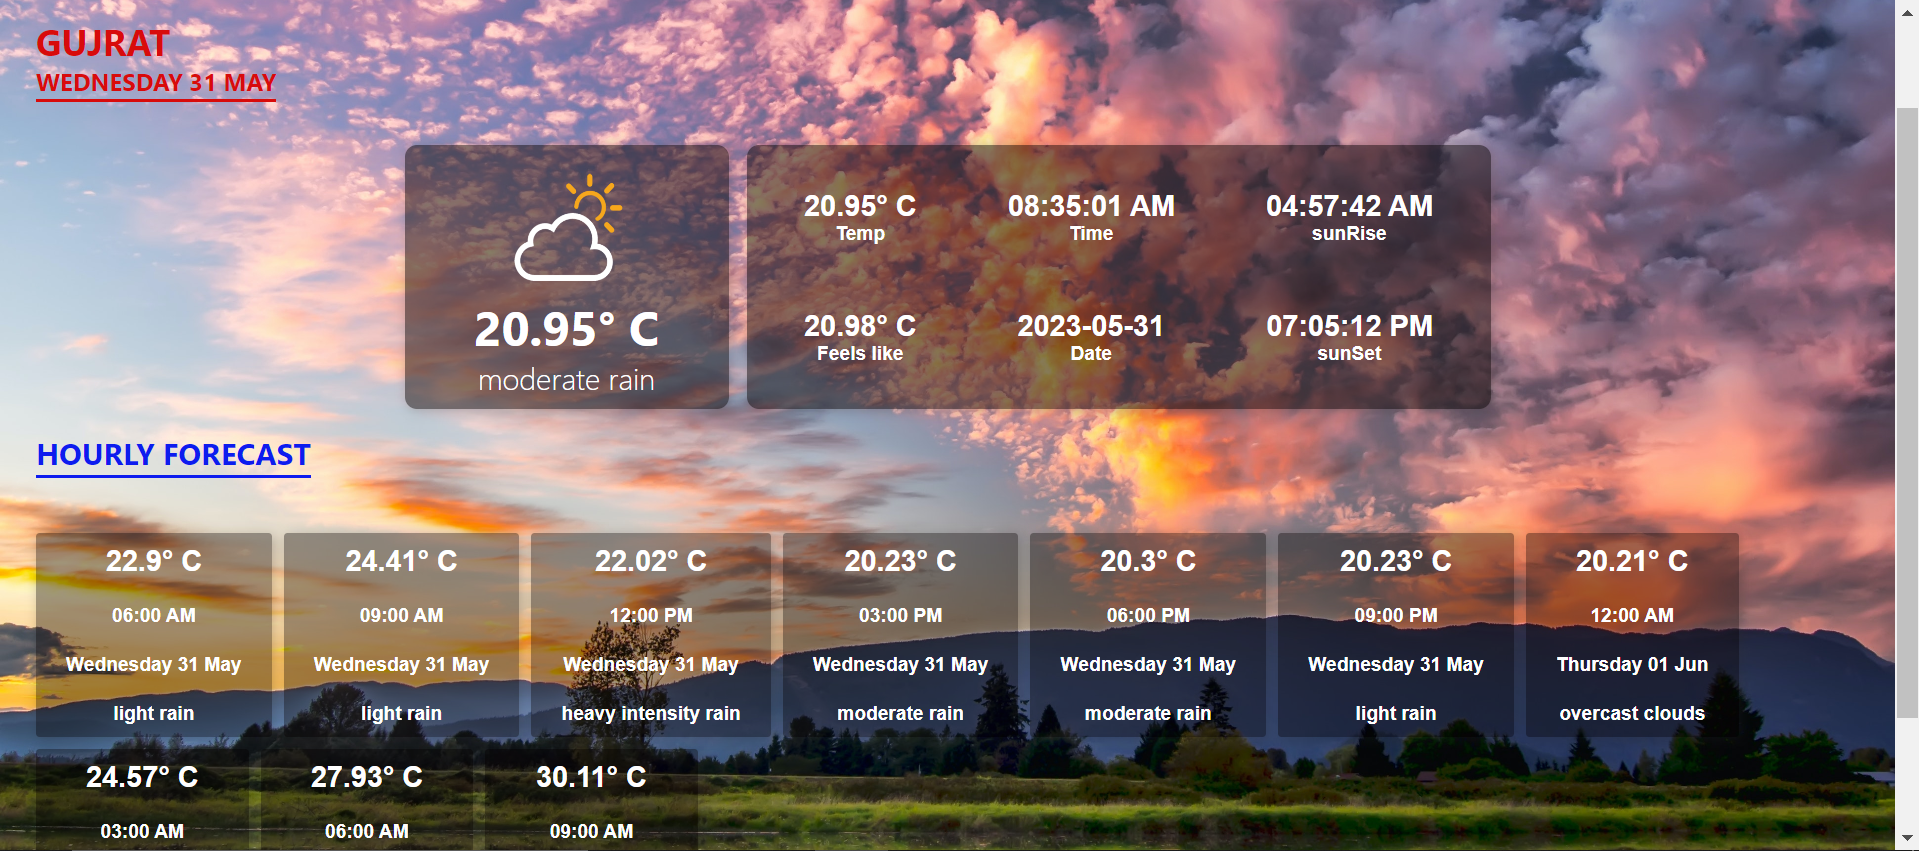 GUJRAT
WEDNESDAY 31 MAY
20.95° C
moderate rain
20.95° C
Temp
08:35:01 AM
Time
04:57:42 AM
sunRise
20.98° C
Feels like
2023-05-31
Date
07:05:12 PM
sunSet
HOURLY FORECAST
22.9° C
06:00 AM
Wednesday 31 May
light rain
24.41° C
09:00 AM
Wednesday 31 May
light rain
22.02° C
12:00 PM
Wednesday 31 May
heavy intensity rain
20.23° C
03:00 PM
Wednesday 31 May
moderate rain
20.3° C
06:00 PM
Wednesday 31 May
moderate rain
20.23° C
09:00 PM
Wednesday 31 May
light rain
20.21° C
12:00 AM
Thursday 01 Jun
overcast clouds
24.57° C
03:00 AM
27.93° C
06:00 AM
30.11° C
09:00 AM